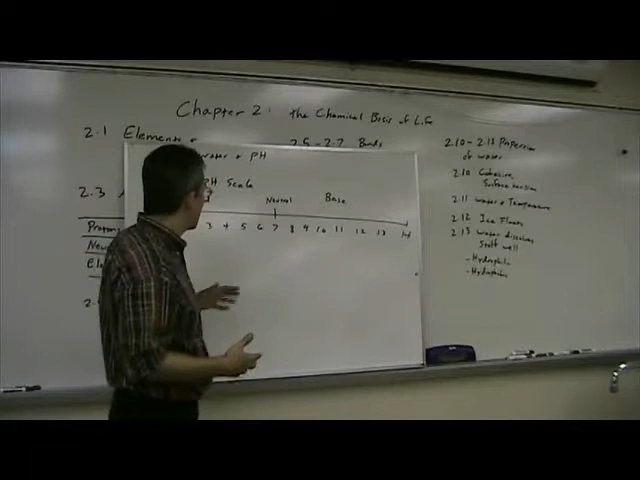 Chapter 2: the Chemical Basis of Life
2.1 Elements
2.5-2.7 Bonds
water + PH
PH Scale
Neutral Base
3 4 5 6 7 8 9 10 11 12 13 14
2.3
Protons
2.10 - 2.13 Properties
of water
2.10 Cohesion,
Surface tension
2.11 water + Temperature
2.12 Ice Floats
2.13 water dissolves
Stuff well
- Hydrophilic
- Hydrophobic